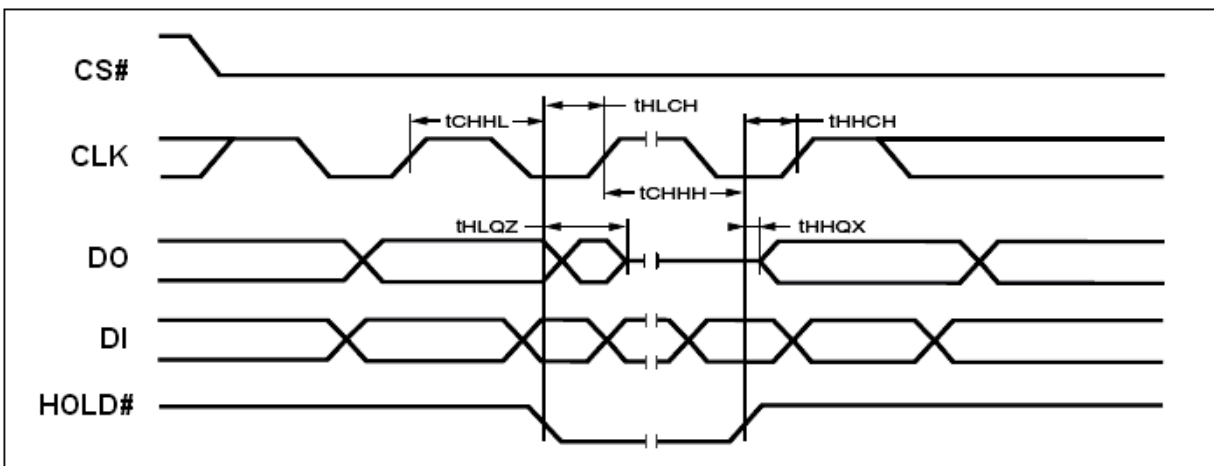 CS#
tHLCH
tCHHL
tHHCH
CLK
tCHHH
tHLQZ
tHHQX
DO
DI
HOLD#